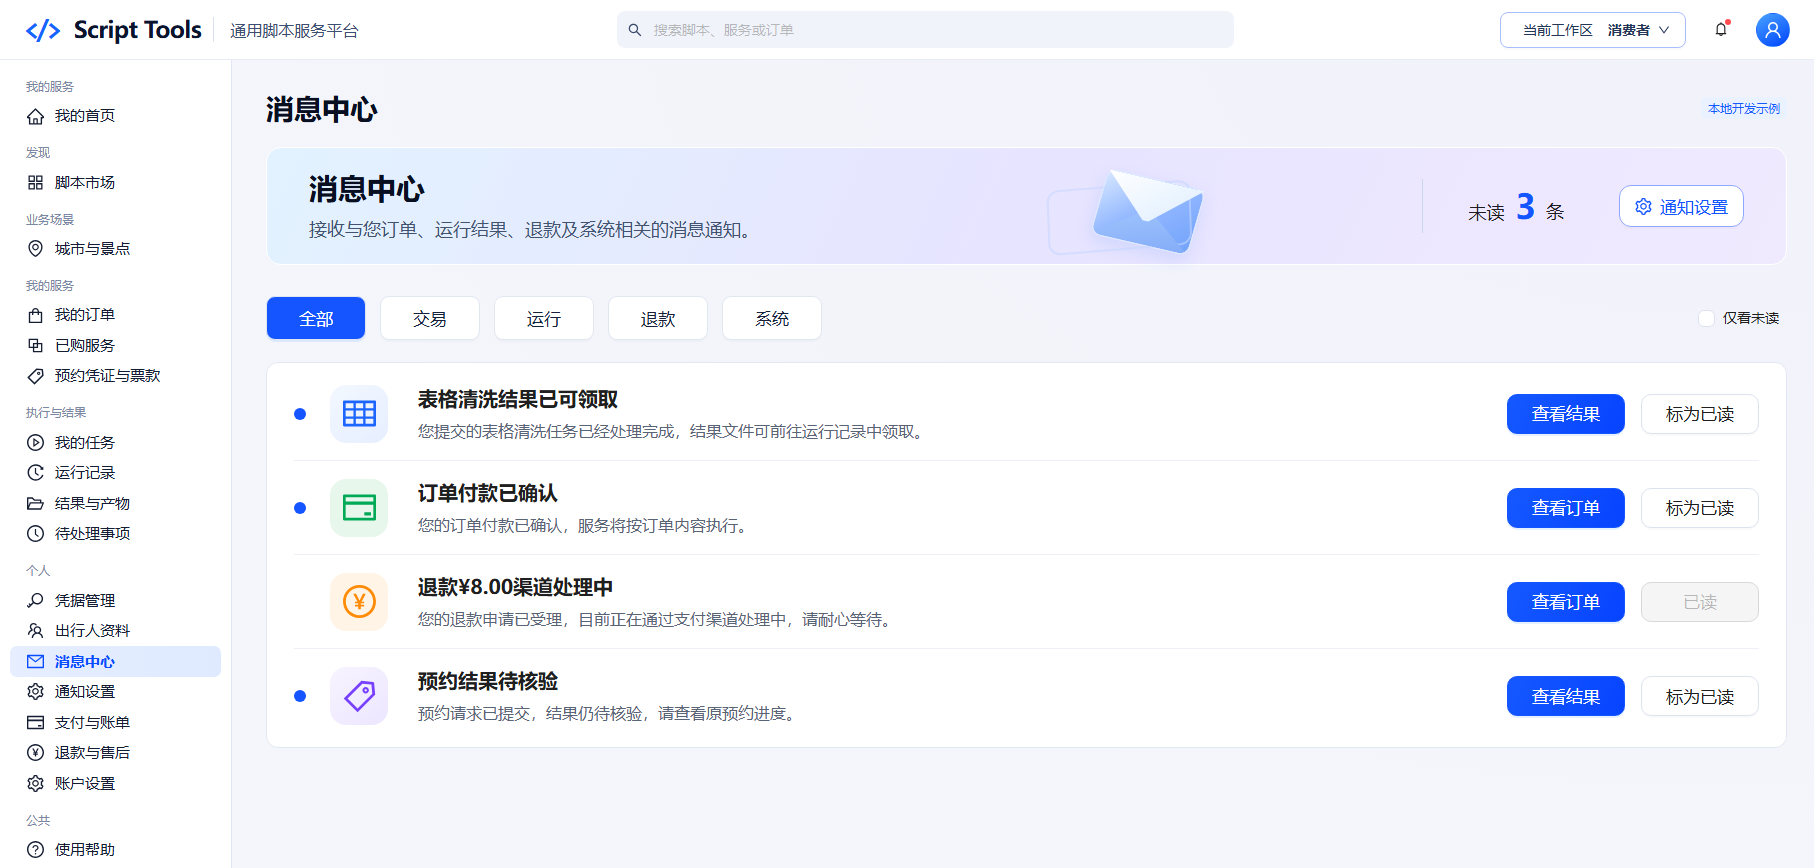 Script Tools
通用脚本服务平台
搜索脚本、服务或订单
当前工作区 消费者
我的服务
我的首页
发现
脚本市场
业务场景
城市与景点
我的服务
我的订单
已购服务
预约凭证与票款
执行与结果
我的任务
运行记录
结果与产物
待处理事项
个人
凭据管理
出行人资料
消息中心
通知设置
支付与账单
退款与售后
账户设置
公共
使用帮助
消息中心
本地开发示例
消息中心
接收与您订单、运行结果、退款及系统相关的消息通知。
未读 3 条
通知设置
全部 交易 运行 退款 系统
仅看未读
表格清洗结果已可领取
您提交的表格清洗任务已经处理完成，结果文件可前往运行记录中领取。
查看结果 标为已读
订单付款已确认
您的订单付款已确认，服务将按订单内容执行。
查看订单 标为已读
退款¥8.00渠道处理中
您的退款申请已受理，目前正在通过支付渠道处理中，请耐心等待。
查看订单 已读
预约结果待核验
预约请求已提交，结果仍待核验，请查看原预约进度。
查看结果 标为已读